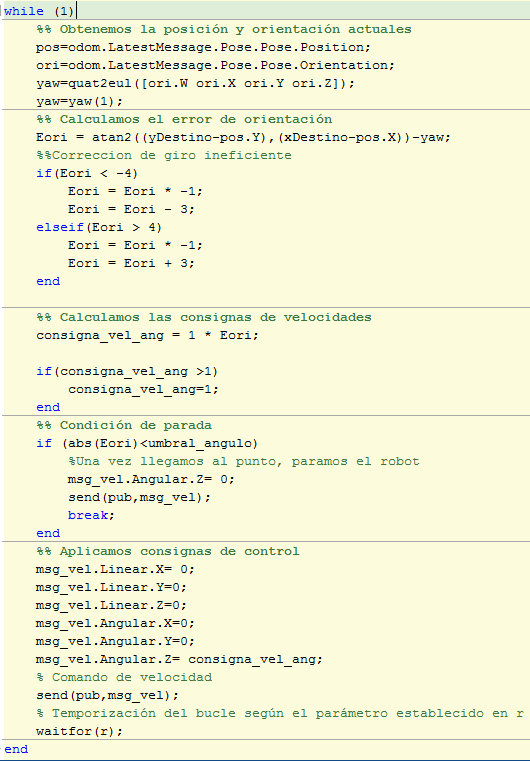 while (1)
%% Obtenemos la posición y orientación actuales
pos=odom.LatestMessage.Pose.Pose.Position;
ori=odom.LatestMessage.Pose.Pose.Orientation;
yaw=quat2eul([ori.W ori.X ori.Y ori.Z]);
yaw=yaw(1);
%% Calculamos el error de orientación
Eori = atan2((yDestino-pos.Y),(xDestino-pos.X))-yaw;
%%Correccion de giro ineficiente
if(Eori < -4)
Eori = Eori * -1;
Eori = Eori - 3;
elseif(Eori > 4)
Eori = Eori * -1;
Eori = Eori + 3;
end
%% Calculamos las consignas de velocidades
consigna_vel_ang = 1 * Eori;
if(consigna_vel_ang >1)
consigna_vel_ang=1;
end
%% Condición de parada
if (abs(Eori)<umbral_angulo)
%Una vez llegamos al punto, paramos el robot
msg_vel.Angular.Z= 0;
send(pub,msg_vel);
break;
end
%% Aplicamos consignas de control
msg_vel.Linear.X= 0;
msg_vel.Linear.Y=0;
msg_vel.Linear.Z=0;
msg_vel.Angular.X=0;
msg_vel.Angular.Y=0;
msg_vel.Angular.Z= consigna_vel_ang;
% Comando de velocidad
send(pub,msg_vel);
% Temporización del bucle según el parámetro establecido en r
waitfor(r);
end